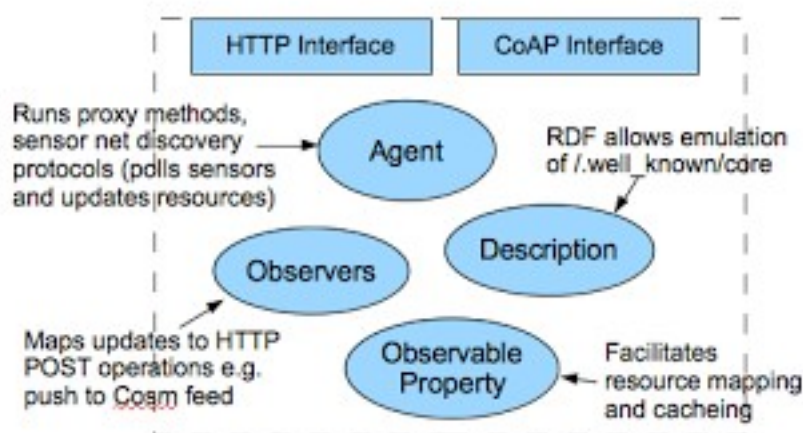 HTTP Interface
CoAP Interface
Runs proxy methods,
sensor net discovery
protocols (polls sensors
and updates resources)
Agent
RDF allows emulation
of /.well_known/core
Description
Observers
Maps updates to HTTP
POST operations e.g.
push to Cosm feed
Observable
Property
Facilitates
resource mapping
and cacheing